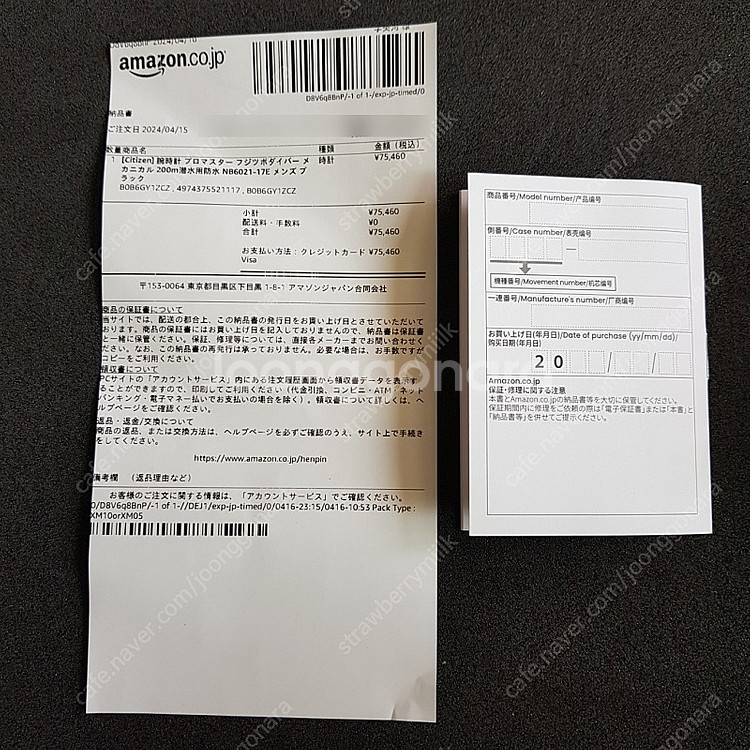 D8V6q8BnP 2024/04/16
amazon.co.jp
D8V6q8BnP/-1 of 1-/exp-jp-timed/0
納品書
ご注文日 2024/04/15
数量 商品名 種類 金額（税込）
1 [Citizen] 腕時計 プロマスター フジツボダイバー メ 時計 ¥75,460
カニカル 200m潜水用防水 NB6021-17E メンズ ブ
ラック
B0B6GY1ZCZ , 4974375521117 , B0B6GY1ZCZ
小計 ¥75,460
配送料・手数料 ¥0
合計 ¥75,460
お支払い方法：クレジットカード ¥75,460
Visa
〒153-0064 東京都目黒区下目黒 1-8-1 アマゾンジャパン合同会社
商品の保証書について
当サイトでは、配送の都合上、この納品書の発行日をお買い上げ日とさせていただいて
おります。商品の保証書にはお買い上げ日を記入しておりませんので、納品書は保証書
と一緒に保管ください。保証、修理等については、直接各メーカーまでお問い合わせく
ださい。なお、この納品書の再発行は承っておりません。必要な場合は、お手数ですが
コピーをご利用ください。
領収書について
PCサイトの「アカウントサービス」内にある注文履歴画面から領収書データを表示す
ることができますので、印刷してご利用ください（代金引換、コンビニ・ATM・ネット
バンキング・電子マネー払いでお支払の場合を除く）。領収書について詳しくは、ヘ
ルプページをご確認ください。
返品・返金/交換について
商品の返品、または交換方法は、ヘルプページを必ずご確認のうえ、サイト上で手続き
をしてください。
https://www.amazon.co.jp/henpin
備考欄 （返品理由など）
お客様のご注文に関する情報は、「アカウントサービス」でご確認ください。
0/D8V6q8BnP/-1 of 1-//DEJ1/exp-jp-timed/0/0416-23:15/0416-10:53 Pack Type :
XM10orXM05
商品番号/Model number/产品编号
側番号/Case number/表壳编号
機種番号/Movement number/机芯编号
一連番号/Manufacture's number/厂商编号
お買い上げ日(年月日)/Date of purchase (yy/mm/dd)/
购买日期(年月日)
2 0
Amazon.co.jp
保証・修理に関する注意
本書とAmazon.co.jpの納品書等を大切に保管してください。
保証期間内に修理をご依頼の際は「電子保証書」または「本書」と
「納品書等」を併せてご提示ください。
joonggonara
cafe.naver.com/joonggonara
strawberrymilk